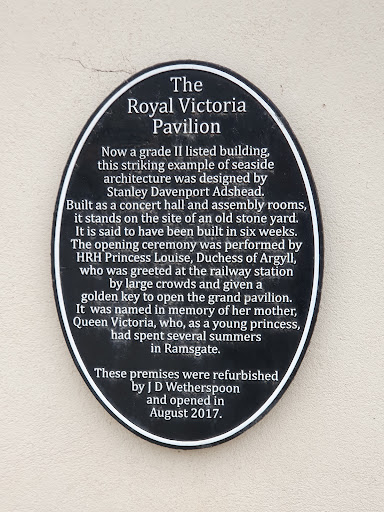 The
Royal Victoria
Pavilion
Now a grade II listed building,
this striking example of seaside
architecture was designed by
Stanley Davenport Adshead.
Built as a concert hall and assembly rooms,
it stands on the site of an old stone yard.
It is said to have been built in six weeks.
The opening ceremony was performed by
HRH Princess Louise, Duchess of Argyll,
who was greeted at the railway station
by large crowds and given a
golden key to open the grand pavilion.
It was named in memory of her mother,
Queen Victoria, who, as a young princess,
had spent several summers
in Ramsgate.
These premises were refurbished
by J D Wetherspoon
and opened in
August 2017.